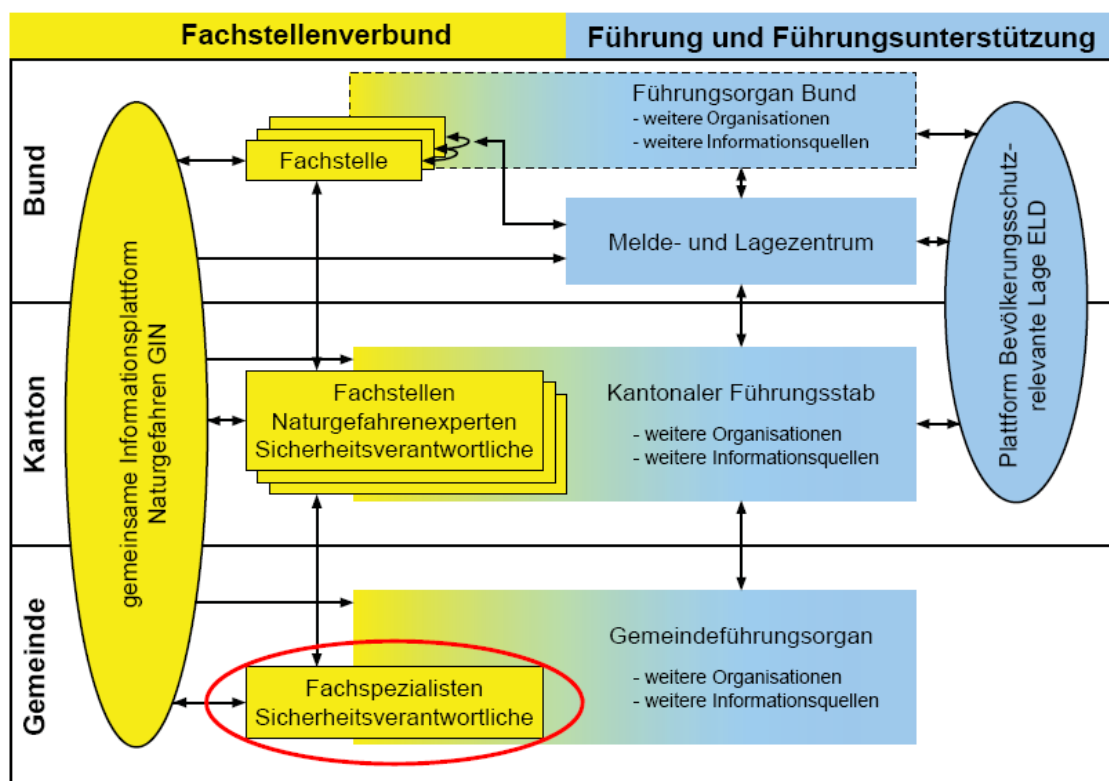 Fachstellenverbund
Führung und Führungsunterstützung
Bund
Führungsorgan Bund
- weitere Organisationen
- weitere Informationsquellen
Fachstelle
Melde- und Lagezentrum
gemeinsame Informationsplattform
Naturgefahren GIN
Plattform Bevölkerungsschutz-
relevante Lage ELD
Kanton
Fachstellen
Naturgefahrenexperten
Sicherheitsverantwortliche
Kantonaler Führungsstab
- weitere Organisationen
- weitere Informationsquellen
Gemeinde
Gemeindeführungsorgan
- weitere Organisationen
- weitere Informationsquellen
Fachspezialisten
Sicherheitsverantwortliche